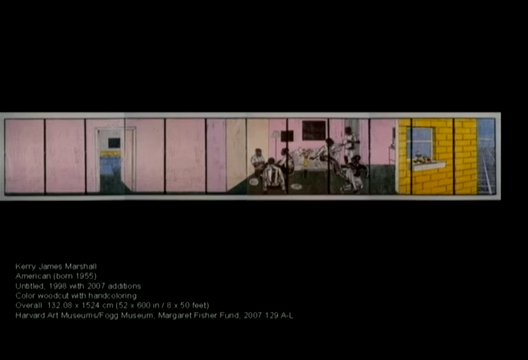 Kerry James Marshall
American (born 1955)
Untitled, 1998 with 2007 additions
Color woodcut with handcoloring
Overall: 132.08 x 1524 cm (52 x 600 in / 8 x 50 feet)
Harvard Art Museums/Fogg Museum, Margaret Fisher Fund, 2007.129 A-L